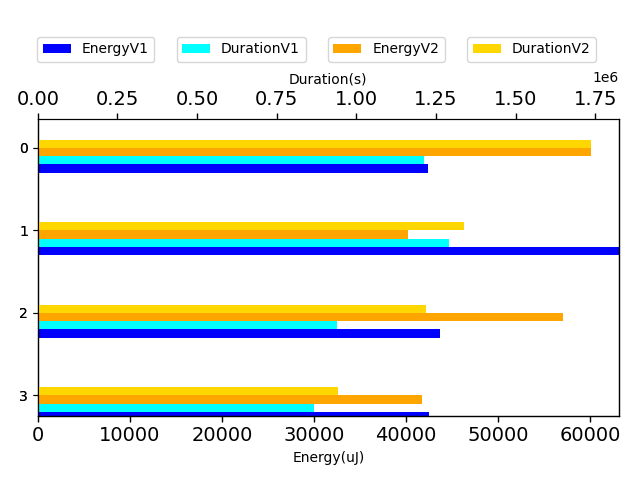 EnergyV1 DurationV1 EnergyV2 DurationV2
Duration(s)
1e6
0.00 0.25 0.50 0.75 1.00 1.25 1.50 1.75
0
1
2
3
0 10000 20000 30000 40000 50000 60000
Energy(uJ)